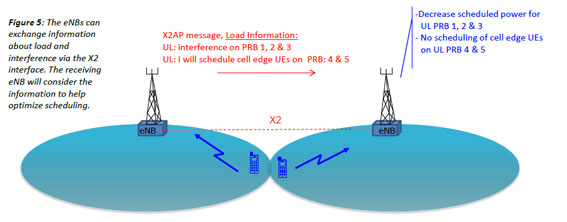 Figure 5: The eNBs can
exchange information
about load and
interference via the X2
interface. The receiving
eNB will consider the
information to help
optimize scheduling.
X2AP message, Load Information:
UL: interference on PRB 1, 2 & 3
UL: I will schedule cell edge UEs on PRB: 4 & 5
-Decrease scheduled power for
UL PRB 1, 2 & 3
- No scheduling of cell edge UEs
on UL PRB 4 & 5
X2
eNB
eNB